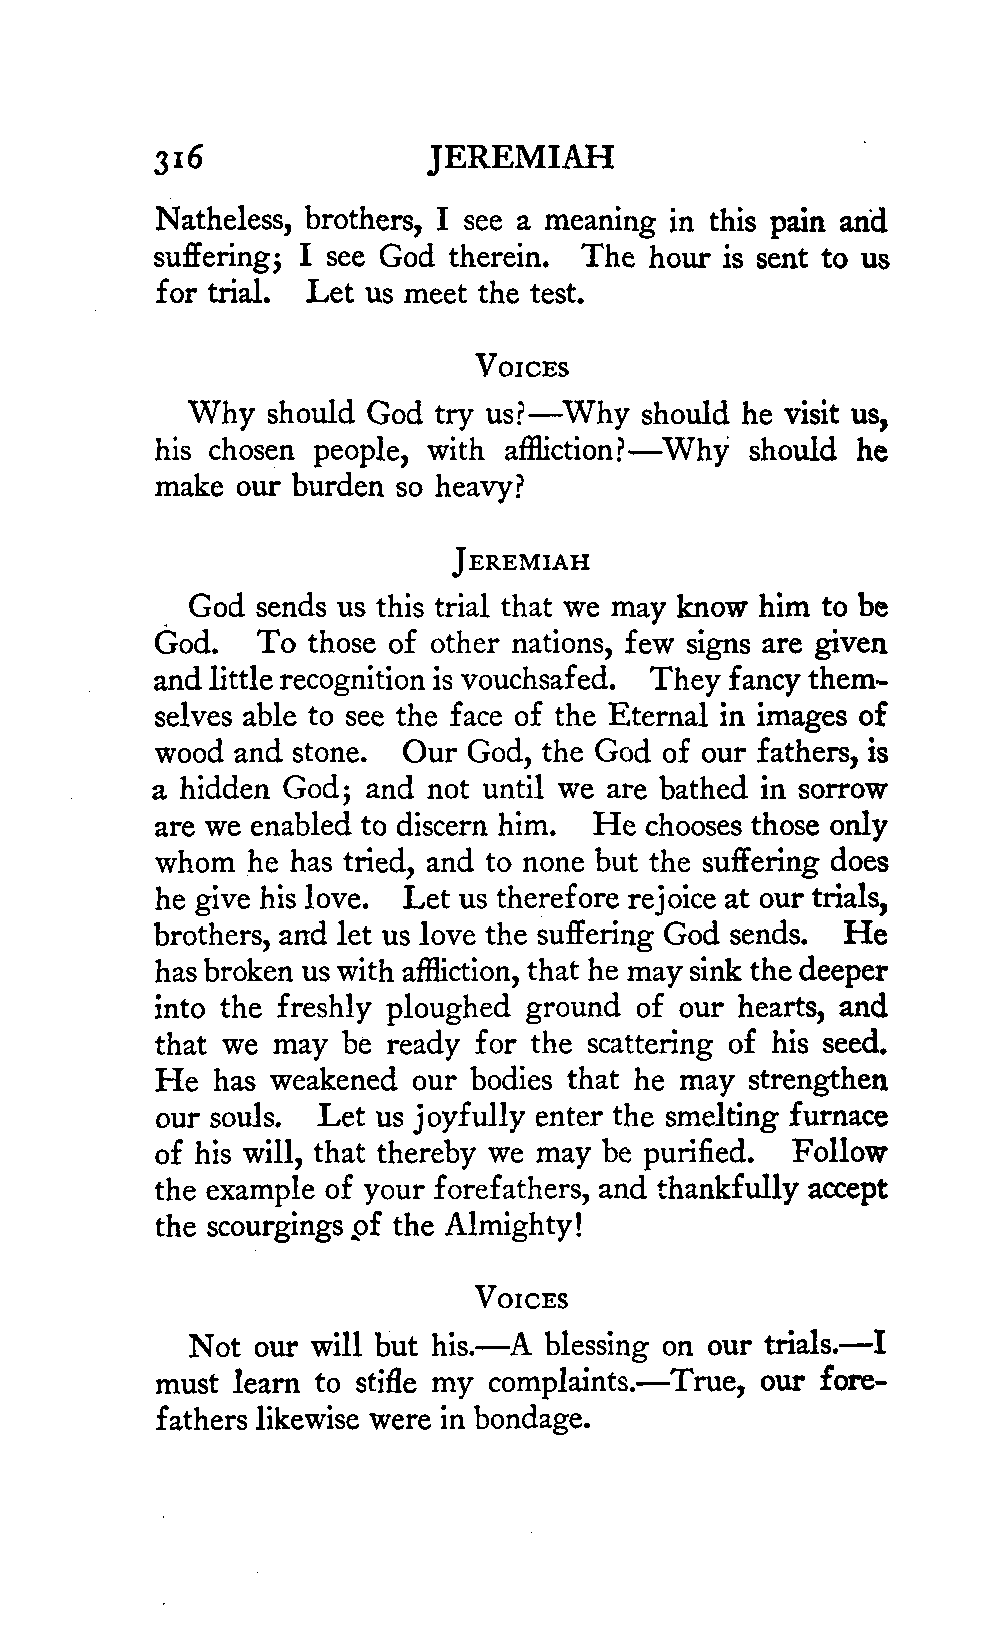 316 JEREMIAH
Natheless, brothers, I see a meaning in this pain and
suffering; I see God therein. The hour is sent to us
for trial. Let us meet the test.
VOICES
Why should God try us?—Why should he visit us,
his chosen people, with affliction?—Why should he
make our burden so heavy?
JEREMIAH
God sends us this trial that we may know him to be
God. To those of other nations, few signs are given
and little recognition is vouchsafed. They fancy them-
selves able to see the face of the Eternal in images of
wood and stone. Our God, the God of our fathers, is
a hidden God; and not until we are bathed in sorrow
are we enabled to discern him. He chooses those only
whom he has tried, and to none but the suffering does
he give his love. Let us therefore rejoice at our trials,
brothers, and let us love the suffering God sends. He
has broken us with affliction, that he may sink the deeper
into the freshly ploughed ground of our hearts, and
that we may be ready for the scattering of his seed.
He has weakened our bodies that he may strengthen
our souls. Let us joyfully enter the smelting furnace
of his will, that thereby we may be purified. Follow
the example of your forefathers, and thankfully accept
the scourgings of the Almighty!
VOICES
Not our will but his.—A blessing on our trials.—I
must learn to stifle my complaints.—True, our fore-
fathers likewise were in bondage.